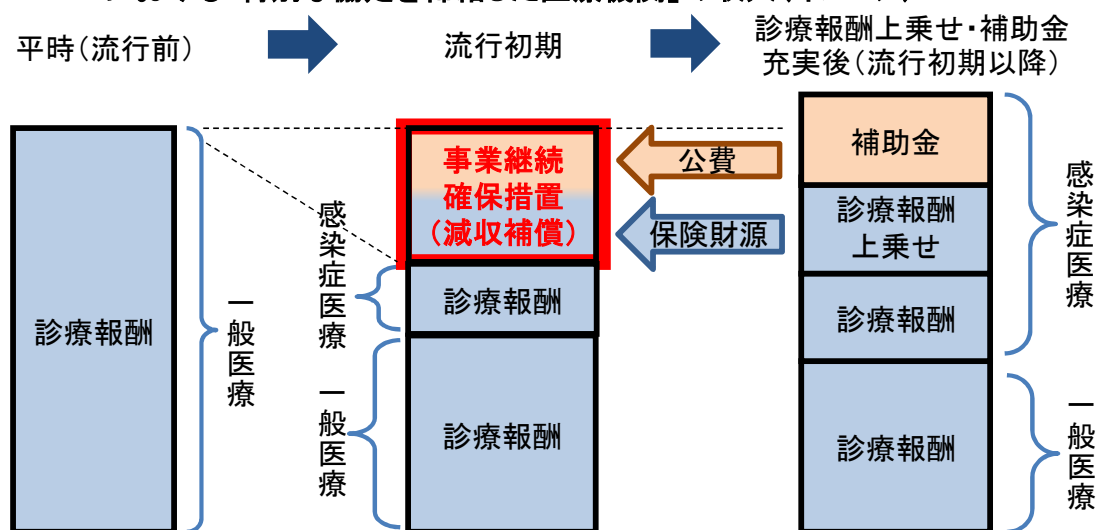 平時(流行前)
流行初期
診療報酬上乗せ・補助金
充実後(流行初期以降)
診療報酬
一般医療
事業継続
確保措置
(減収補償)
公費
保険財源
感染症医療
診療報酬
一般医療
診療報酬
補助金
診療報酬
上乗せ
診療報酬
感染症医療
診療報酬
一般医療